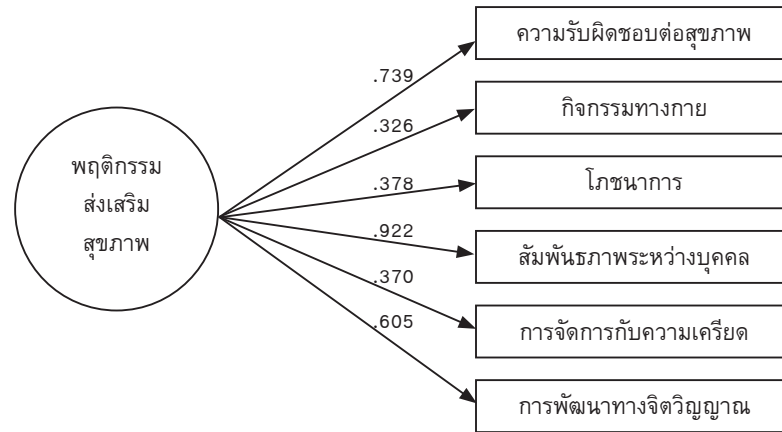 ความรับผิดชอบต่อสุขภาพ
.739
กิจกรรมทางกาย
.326
พฤติกรรม
ส่งเสริม
สุขภาพ
.378
โภชนาการ
.922
สัมพันธภาพระหว่างบุคคล
.370
การจัดการกับความเครียด
.605
การพัฒนาทางจิตวิญญาณ